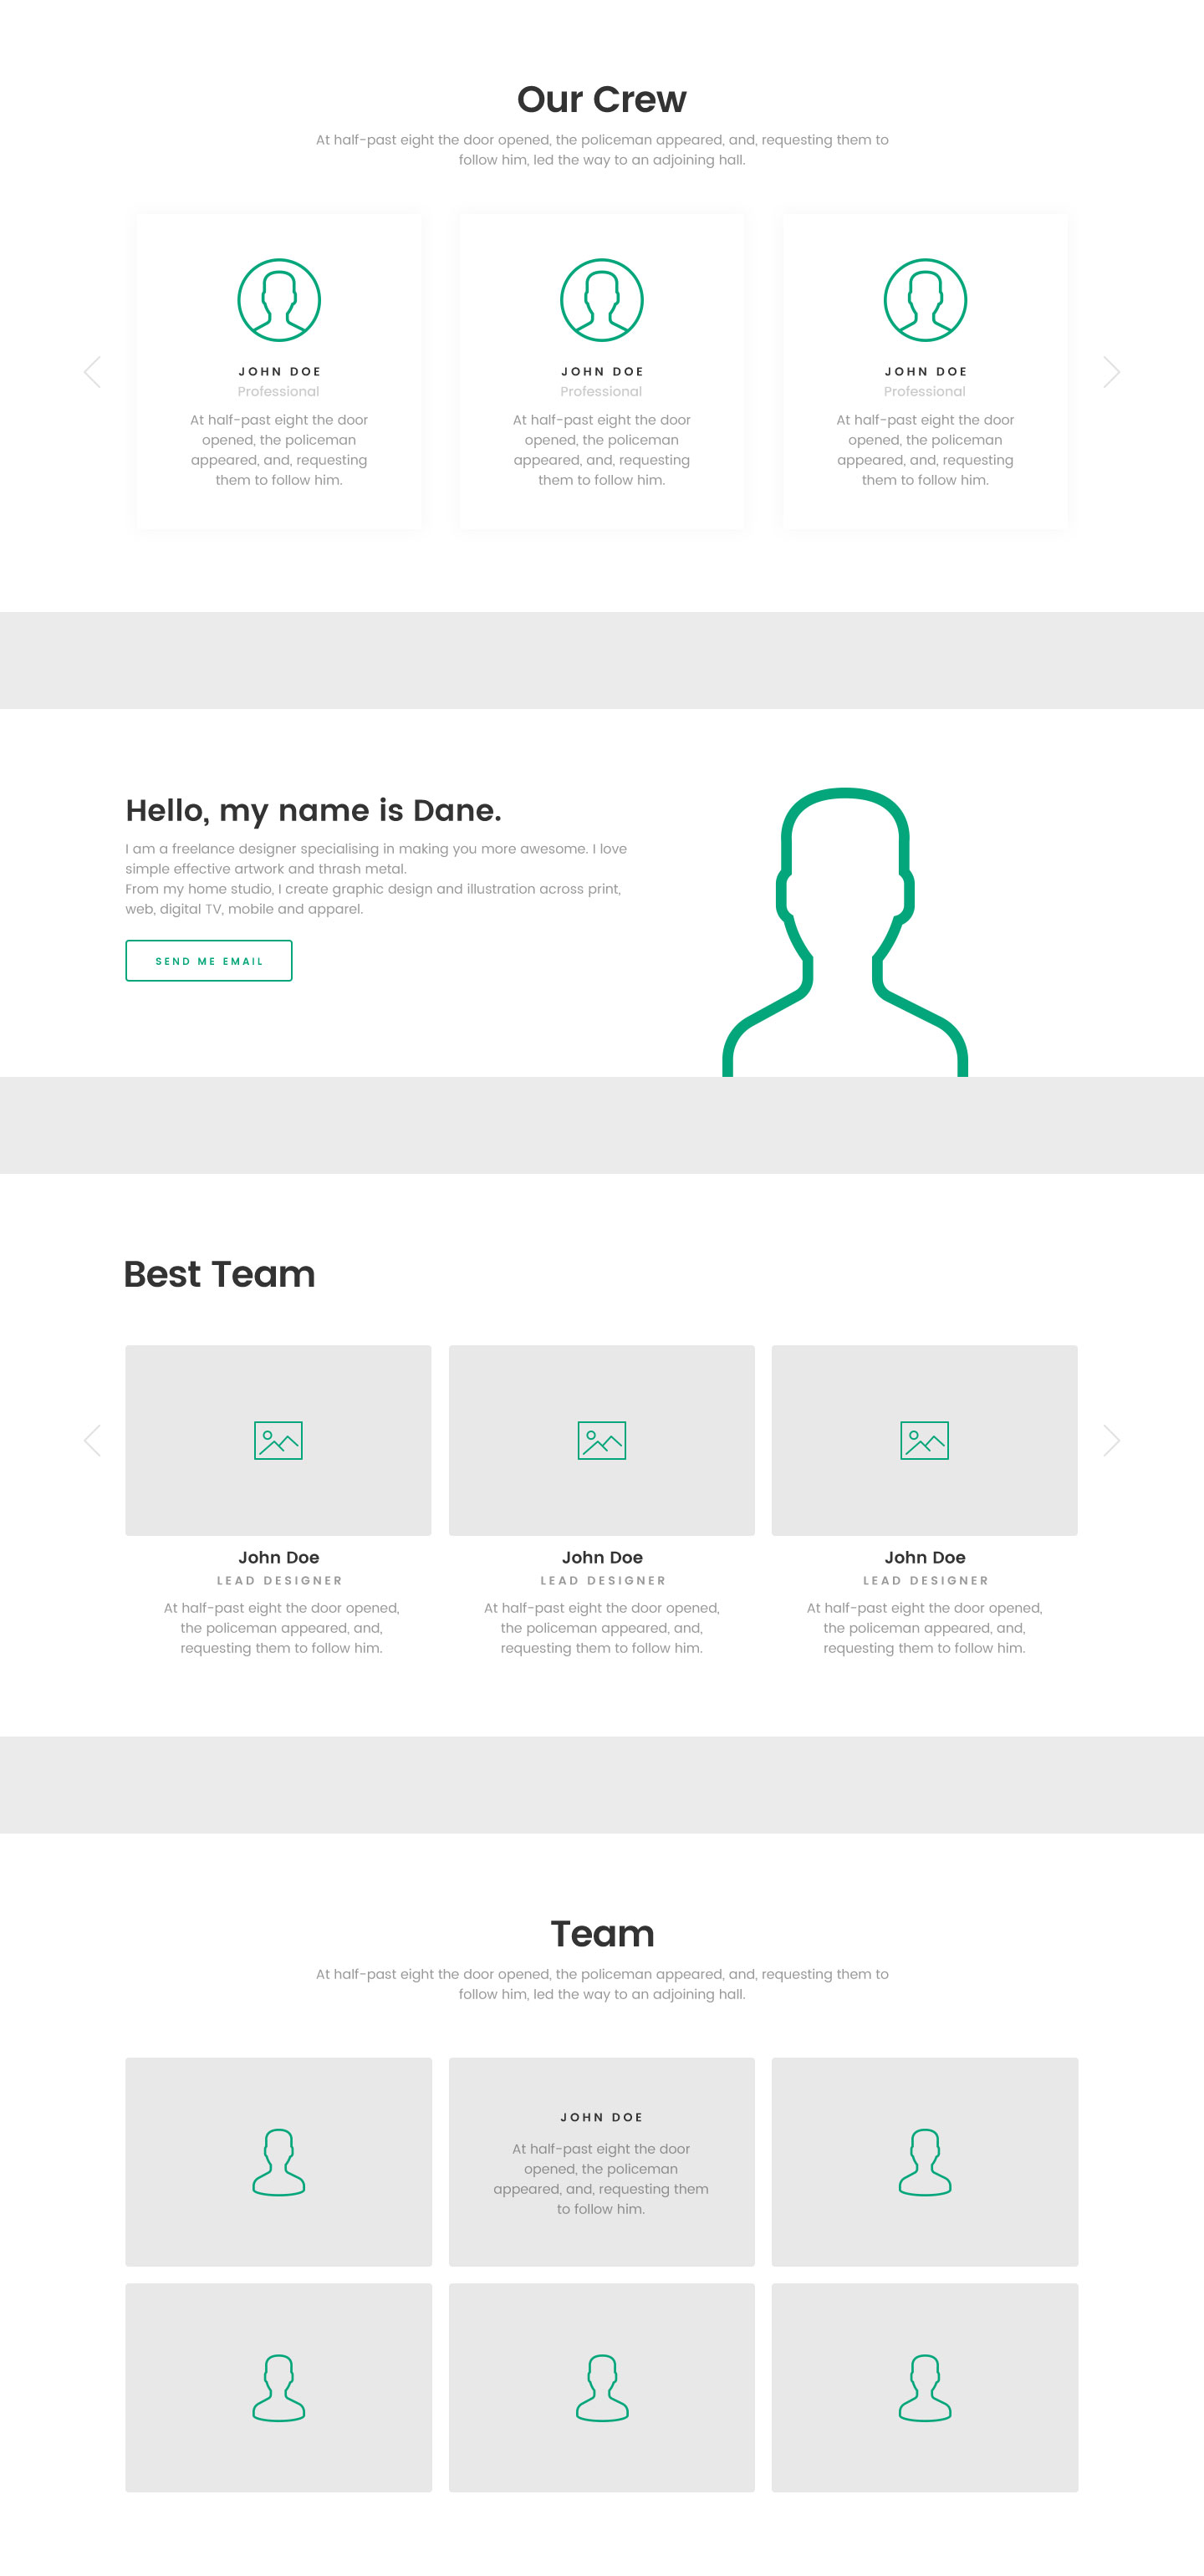 Our Crew
At half-past eight the door opened, the policeman appeared, and, requesting them to
follow him, led the way to an adjoining hall.
JOHN DOE
Professional
At half-past eight the door
opened, the policeman
appeared, and, requesting
them to follow him.
JOHN DOE
Professional
At half-past eight the door
opened, the policeman
appeared, and, requesting
them to follow him.
JOHN DOE
Professional
At half-past eight the door
opened, the policeman
appeared, and, requesting
them to follow him.
Hello, my name is Dane.
I am a freelance designer specialising in making you more awesome. I love
simple effective artwork and thrash metal.
From my home studio, I create graphic design and illustration across print,
web, digital TV, mobile and apparel.
SEND ME EMAIL
Best Team
John Doe
LEAD DESIGNER
At half-past eight the door opened,
the policeman appeared, and,
requesting them to follow him.
John Doe
LEAD DESIGNER
At half-past eight the door opened,
the policeman appeared, and,
requesting them to follow him.
John Doe
LEAD DESIGNER
At half-past eight the door opened,
the policeman appeared, and,
requesting them to follow him.
Team
At half-past eight the door opened, the policeman appeared, and, requesting them to
follow him, led the way to an adjoining hall.
JOHN DOE
At half-past eight the door
opened, the policeman
appeared, and, requesting them
to follow him.